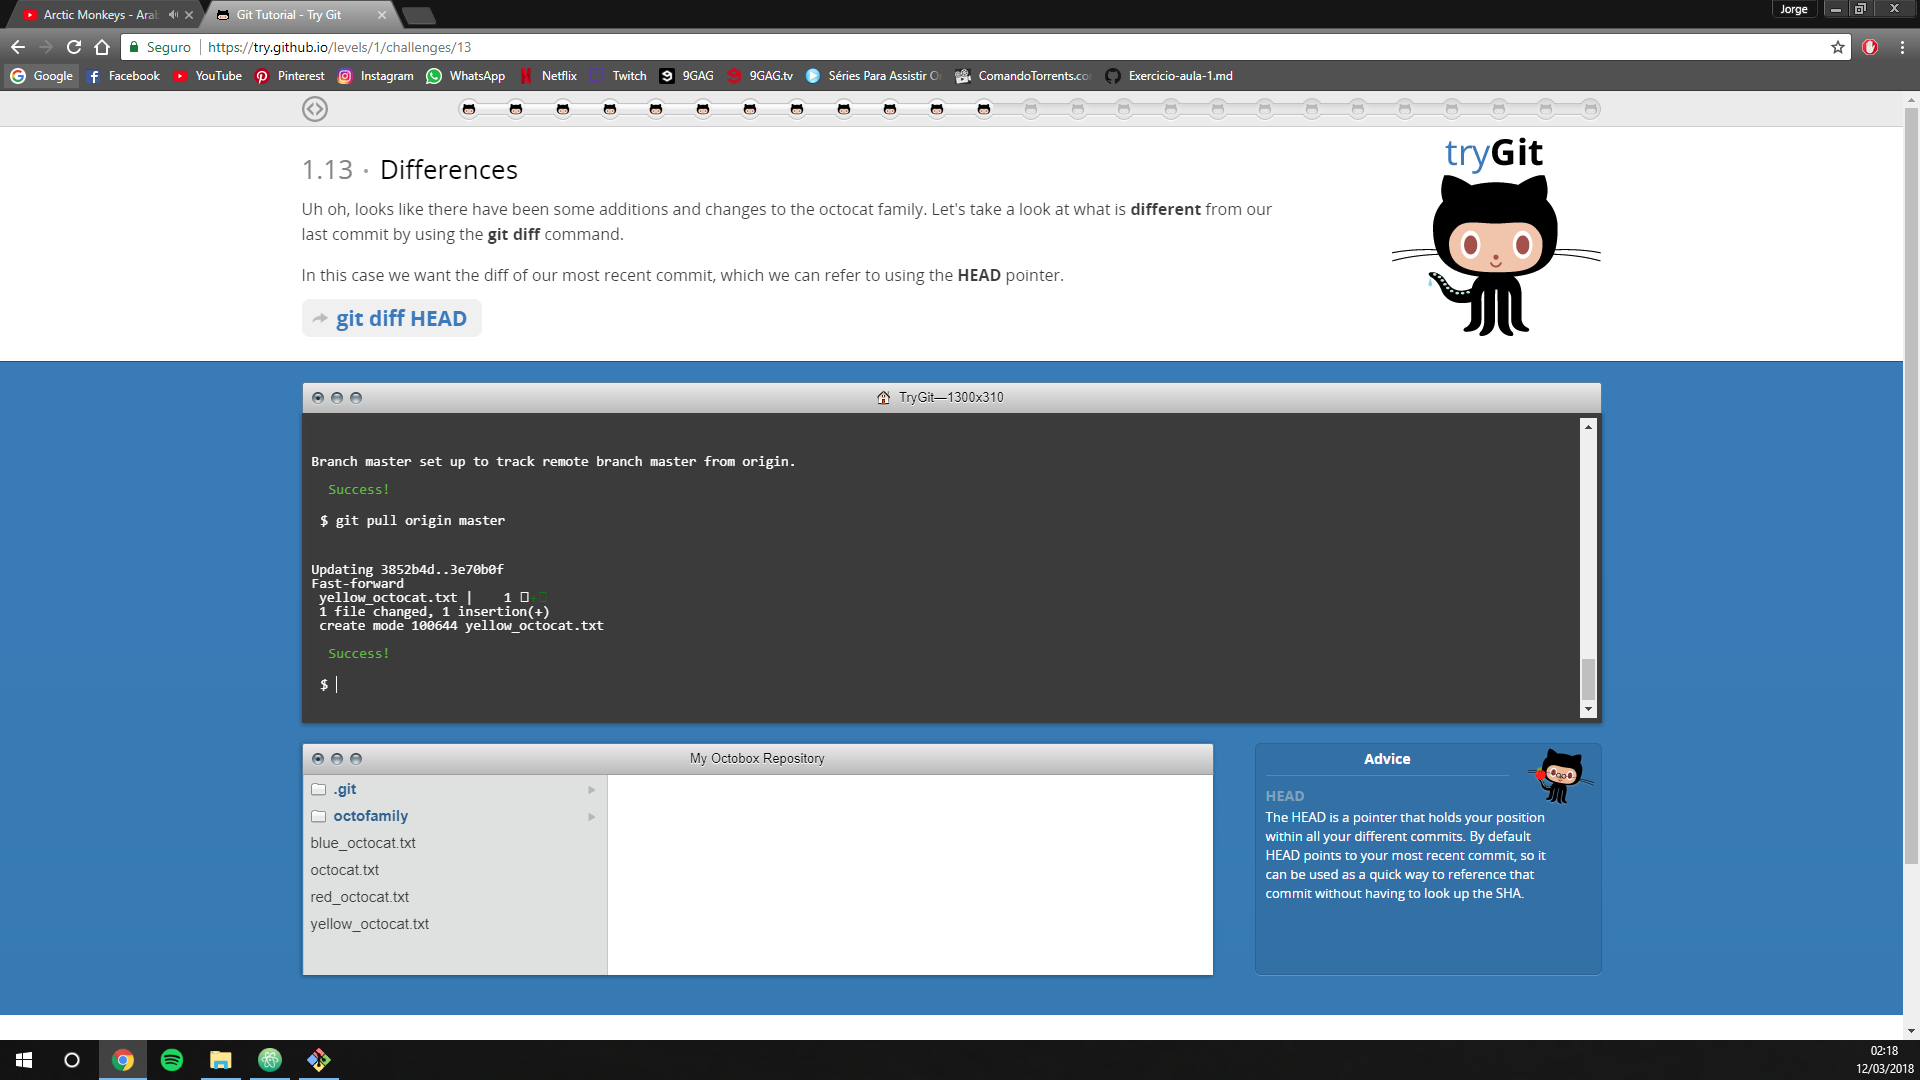 Arctic Monkeys - Ara
Git Tutorial - Try Git
Jorge
Seguro
https://try.github.io/levels/1/challenges/13
Google
Facebook
YouTube
Pinterest
Instagram
WhatsApp
Netflix
Twitch
9GAG
9GAG.tv
Séries Para Assistir On
ComandoTorrents.co
Exercicio-aula-1.md
1.13 · Differences
tryGit
Uh oh, looks like there have been some additions and changes to the octocat family. Let's take a look at what is different from our
last commit by using the git diff command.
In this case we want the diff of our most recent commit, which we can refer to using the HEAD pointer.
git diff HEAD
TryGit—1300x310
Branch master set up to track remote branch master from origin.
Success!
$ git pull origin master
Updating 3852b4d..3e70b0f
Fast-forward
yellow_octocat.txt | 1 +
1 file changed, 1 insertion(+)
create mode 100644 yellow_octocat.txt
Success!
$
My Octobox Repository
.git
octofamily
blue_octocat.txt
octocat.txt
red_octocat.txt
yellow_octocat.txt
Advice
HEAD
The HEAD is a pointer that holds your position
within all your different commits. By default
HEAD points to your most recent commit, so it
can be used as a quick way to reference that
commit without having to look up the SHA.
02:18
12/03/2018